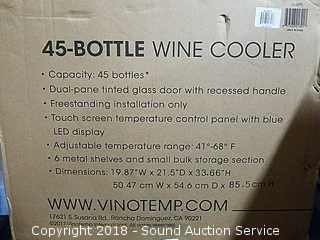 45-BOTTLE WINE COOLER
• Capacity: 45 bottles*
• Dual-pane tinted glass door with recessed handle
• Freestanding installation only
• Touch screen temperature control panel with blue
LED display
• Adjustable temperature range: 41°-68° F
• 6 metal shelves and small bulk storage section
• Dimensions: 19.87"W x 21.5"D x 33.66"H
50.47 cm W x 54.6 cm D x 85.5cm H
WWW.VINOTEMP.COM
17621 S. Susana Rd., Rancho Dominguez, CA 90221
Copyright 2018 - Sound Auction Service